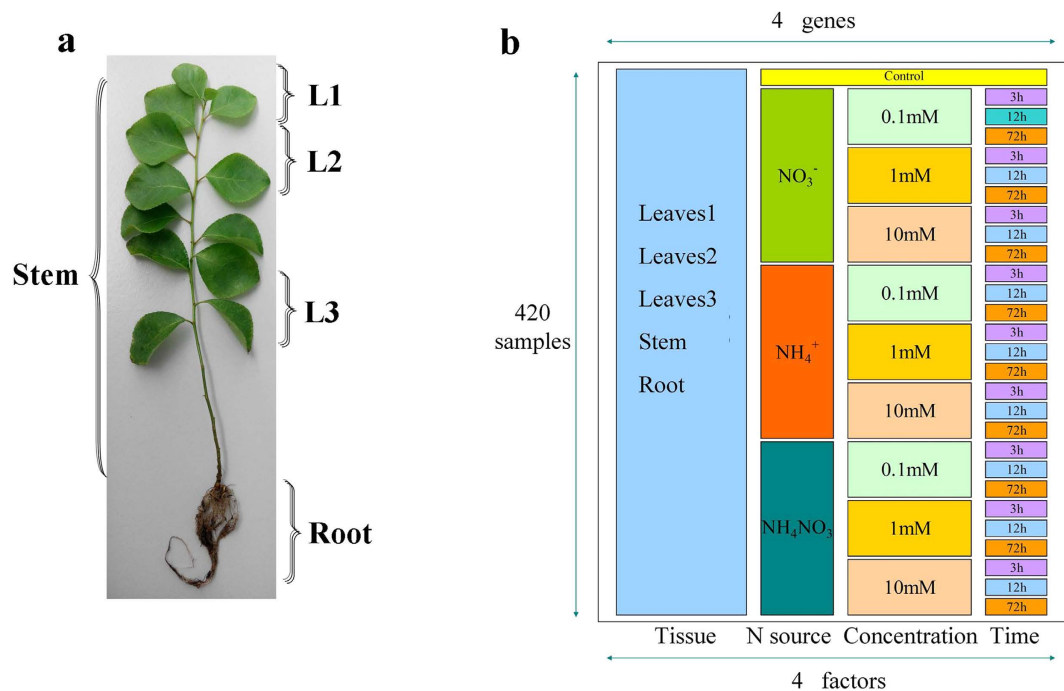 a
L1
L2
L3
Stem
Root
b
4 genes
420
samples
Leaves1
Leaves2
Leaves3
Stem
Root
Control
NO₃⁻
0.1mM
3h
12h
72h
1mM
3h
12h
72h
10mM
3h
12h
72h
NH₄⁺
0.1mM
3h
12h
72h
1mM
3h
12h
72h
10mM
3h
12h
72h
NH₄NO₃
0.1mM
3h
12h
72h
1mM
3h
12h
72h
10mM
3h
12h
72h
Tissue N source Concentration Time
4 factors